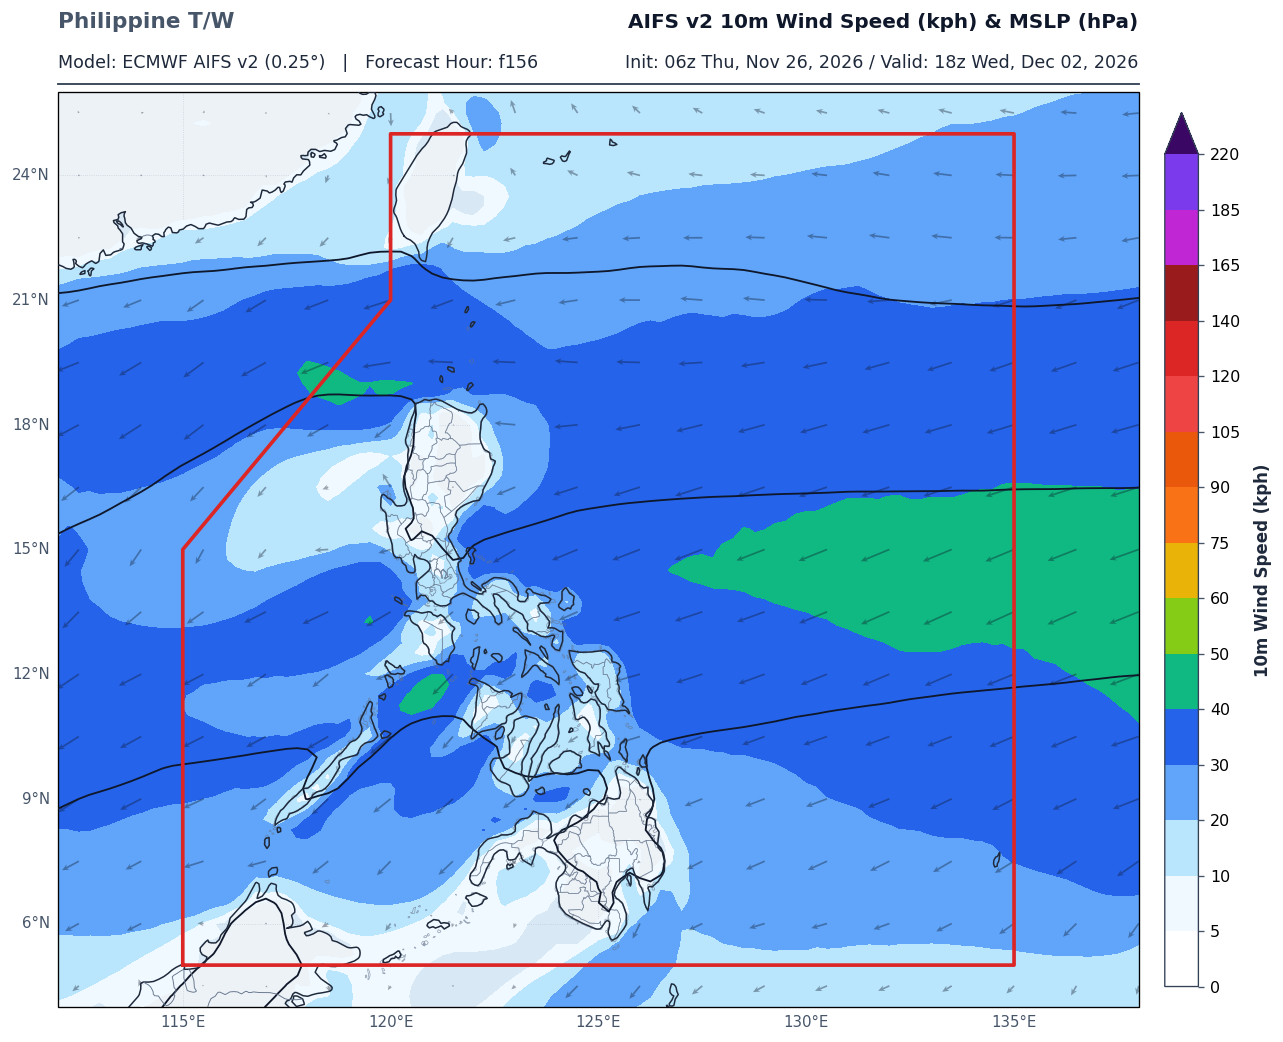 Philippine T/W
AIFS v2 10m Wind Speed (kph) & MSLP (hPa)
Model: ECMWF AIFS v2 (0.25°) | Forecast Hour: f156
Init: 06z Thu, Nov 26, 2026 / Valid: 18z Wed, Dec 02, 2026
24°N
21°N
18°N
15°N
12°N
9°N
6°N
115°E
120°E
125°E
130°E
135°E
220
185
165
140
120
105
90
75
60
50
40
30
20
10
5
0
10m Wind Speed (kph)